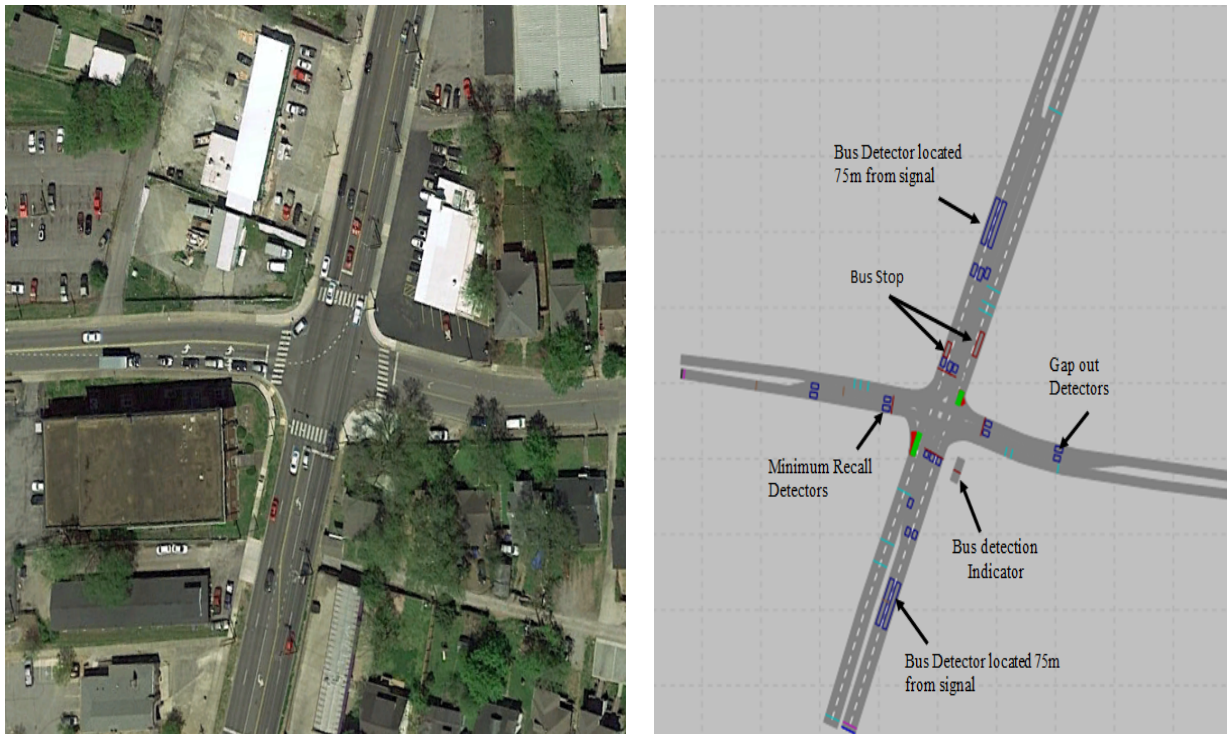 Bus Detector located
75m from signal
Bus Stop
Gap out
Detectors
Minimum Recall
Detectors
Bus detection
Indicator
Bus Detector located 75m
from signal